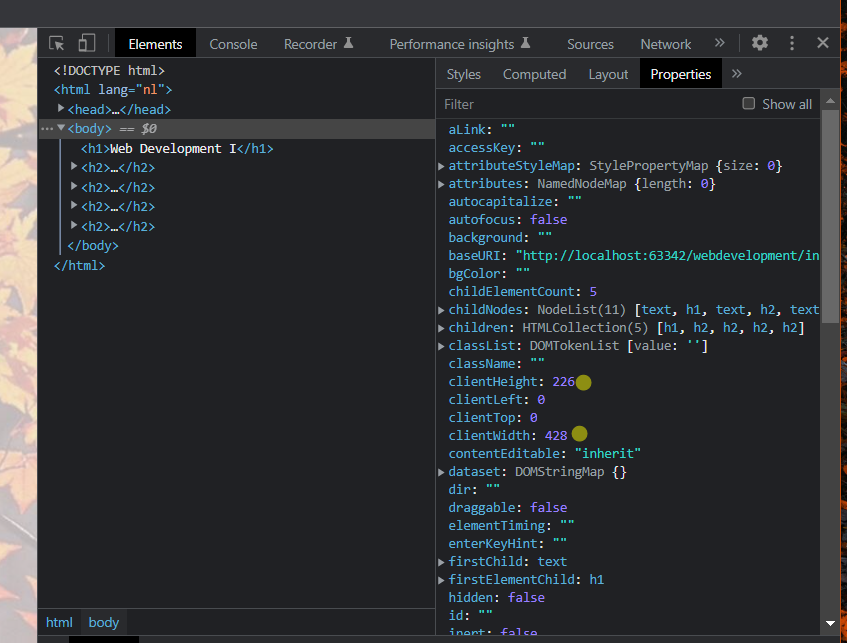 Elements Console Recorder Performance insights Sources Network »
<!DOCTYPE html>
<html lang="nl">
<head>…</head>
<body> == $0
<h1>Web Development I</h1>
<h2>…</h2>
<h2>…</h2>
<h2>…</h2>
<h2>…</h2>
</body>
</html>
html body
Styles Computed Layout Properties »
Filter Show all
aLink: ""
accessKey: ""
attributeStyleMap: StylePropertyMap {size: 0}
attributes: NamedNodeMap {length: 0}
autocapitalize: ""
autofocus: false
background: ""
baseURI: "http://localhost:63342/webdevelopment/in
bgColor: ""
childElementCount: 5
childNodes: NodeList(11) [text, h1, text, h2, text
children: HTMLCollection(5) [h1, h2, h2, h2, h2]
classList: DOMTokenList [value: '']
className: ""
clientHeight: 226
clientLeft: 0
clientTop: 0
clientWidth: 428
contentEditable: "inherit"
dataset: DOMStringMap {}
dir: ""
draggable: false
elementTiming: ""
enterKeyHint: ""
firstChild: text
firstElementChild: h1
hidden: false
id: ""
inert: false